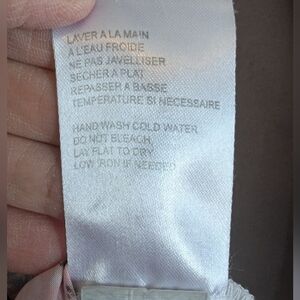 LAVER A LA MAIN
A L'EAU FROIDE
NE PAS JAVELLISER
SECHER A PLAT
REPASSER A BASSE
TEMPERATURE SI NECESSAIRE
HAND WASH COLD WATER
DO NOT BLEACH
LAY FLAT TO DRY
LOW IRON IF NEEDED